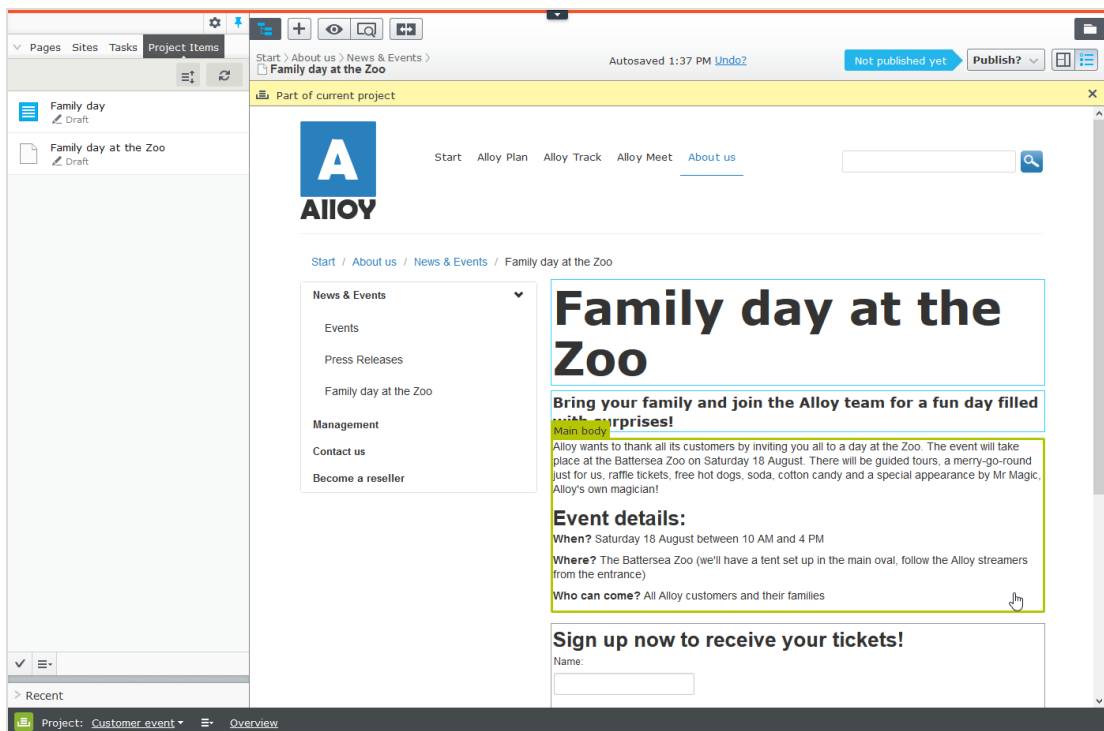 Pages Sites Tasks Project Items
Family day
Draft
Family day at the Zoo
Draft
Recent
Start > About us > News & Events >
Family day at the Zoo
Autosaved 1:37 PM Undo?
Not published yet
Publish?
Part of current project
A
AllOY
Start Alloy Plan Alloy Track Alloy Meet About us
Start / About us / News & Events / Family day at the Zoo
News & Events
Events
Press Releases
Family day at the Zoo
Management
Contact us
Become a reseller
Family day at the
Zoo
Bring your family and join the Alloy team for a fun day filled
with surprises!
Main body
Alloy wants to thank all its customers by inviting you all to a day at the Zoo. The event will take
place at the Battersea Zoo on Saturday 18 August. There will be guided tours, a merry-go-round
just for us, raffle tickets, free hot dogs, soda, cotton candy and a special appearance by Mr Magic,
Alloy's own magician!
Event details:
When? Saturday 18 August between 10 AM and 4 PM
Where? The Battersea Zoo (we'll have a tent set up in the main oval, follow the Alloy streamers
from the entrance)
Who can come? All Alloy customers and their families
Sign up now to receive your tickets!
Name:
Project: Customer event Overview